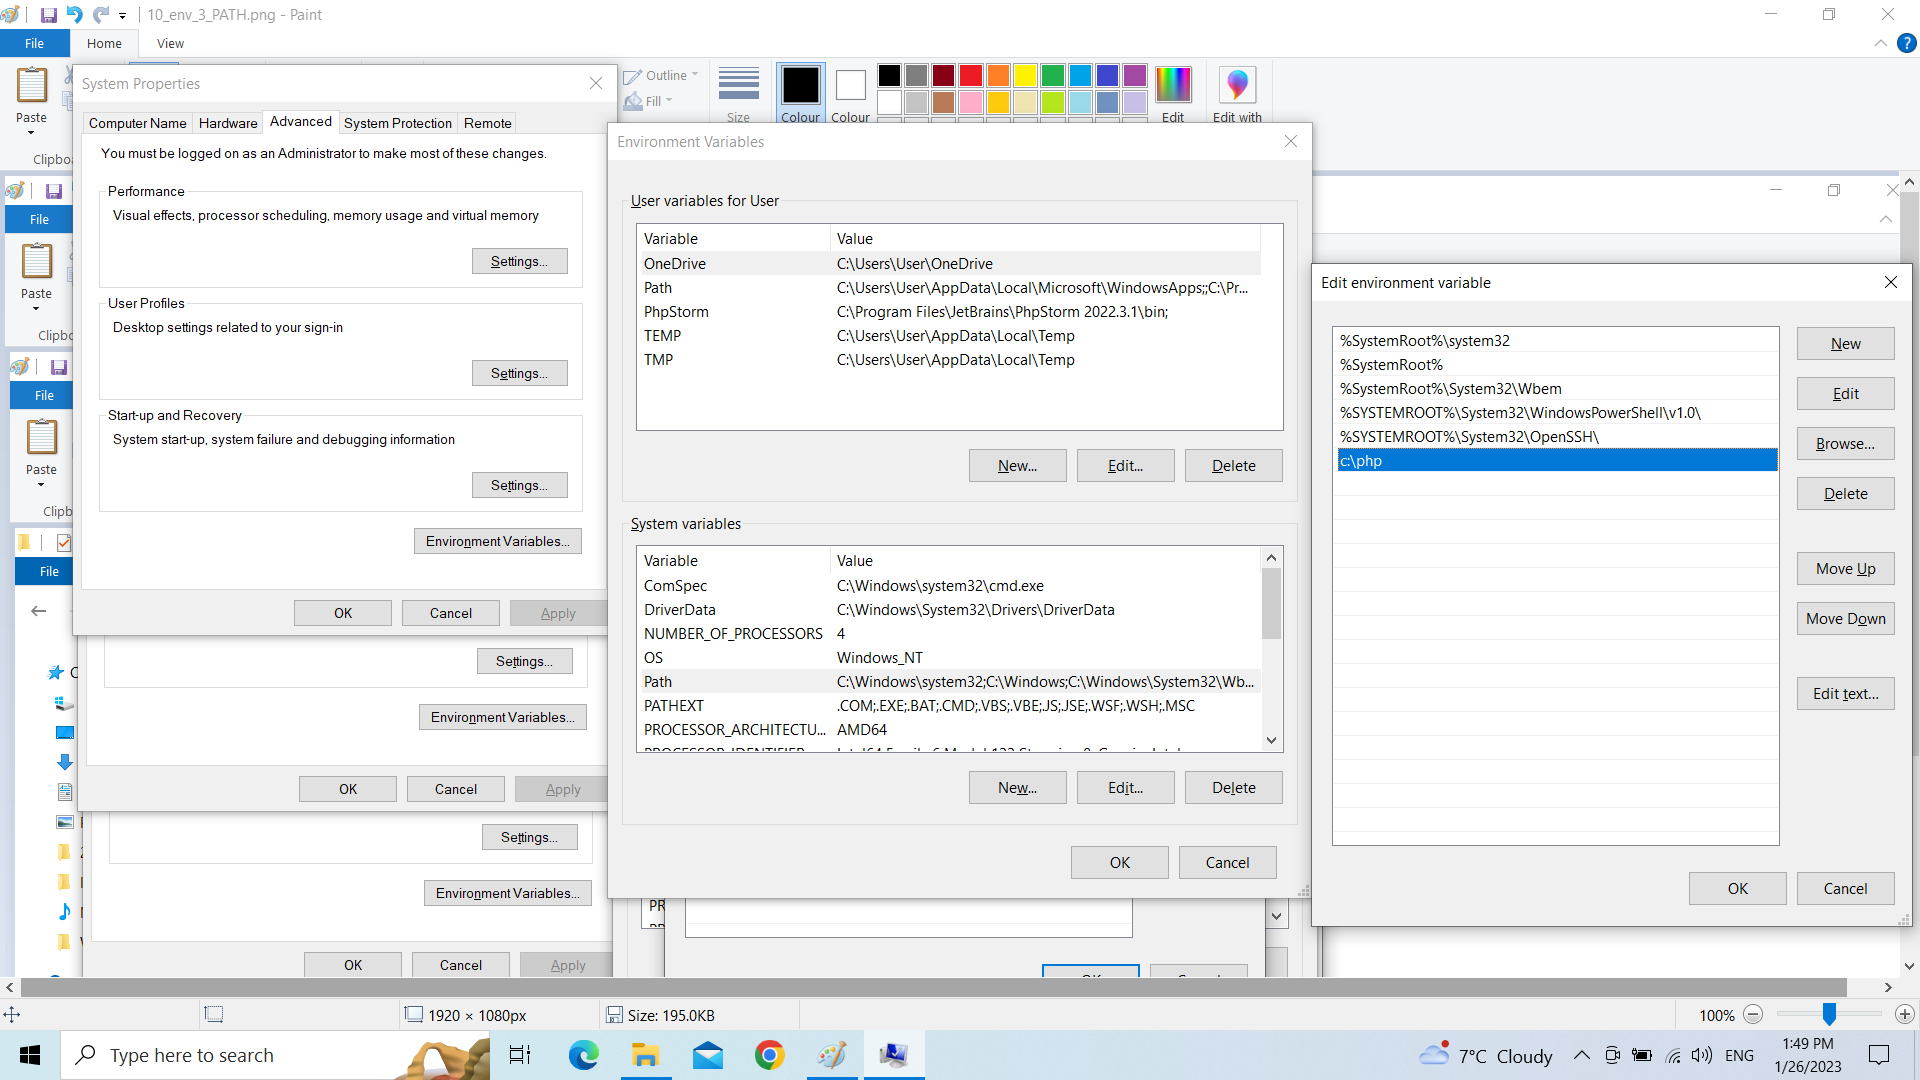 10_env_3_PATH.png - Paint
File
Home
View
Paste
Clipboa
Outline
Fill
Size
Colour
Colour
Edit
Edit with
System Properties
Computer Name
Hardware
Advanced
System Protection
Remote
You must be logged on as an Administrator to make most of these changes.
Performance
Visual effects, processor scheduling, memory usage and virtual memory
Settings...
User Profiles
Desktop settings related to your sign-in
Settings...
Start-up and Recovery
System start-up, system failure and debugging information
Settings...
Environment Variables...
OK
Cancel
Apply
File
Paste
Clipbo
File
Paste
Clipb
File
Settings...
Environment Variables...
OK
Cancel
Apply
Settings...
Environment Variables...
OK
Cancel
Apply
Environment Variables
User variables for User
Variable Value
OneDrive C:\Users\User\OneDrive
Path C:\Users\User\AppData\Local\Microsoft\WindowsApps;;C:\Pr...
PhpStorm C:\Program Files\JetBrains\PhpStorm 2022.3.1\bin;
TEMP C:\Users\User\AppData\Local\Temp
TMP C:\Users\User\AppData\Local\Temp
New...
Edit...
Delete
System variables
Variable Value
ComSpec C:\Windows\system32\cmd.exe
DriverData C:\Windows\System32\Drivers\DriverData
NUMBER_OF_PROCESSORS 4
OS Windows_NT
Path C:\Windows\system32;C:\Windows;C:\Windows\System32\Wb...
PATHEXT .COM;.EXE;.BAT;.CMD;.VBS;.VBE;.JS;.JSE;.WSF;.WSH;.MSC
PROCESSOR_ARCHITECTU... AMD64
New...
Edit...
Delete
OK
Cancel
PR
Edit environment variable
%SystemRoot%\system32
%SystemRoot%
%SystemRoot%\System32\Wbem
%SYSTEMROOT%\System32\WindowsPowerShell\v1.0\
%SYSTEMROOT%\System32\OpenSSH\
c:\php
New
Edit
Browse...
Delete
Move Up
Move Down
Edit text...
OK
Cancel
1920 × 1080px
Size: 195.0KB
100%
Type here to search
7°C Cloudy
ENG
1:49 PM
1/26/2023